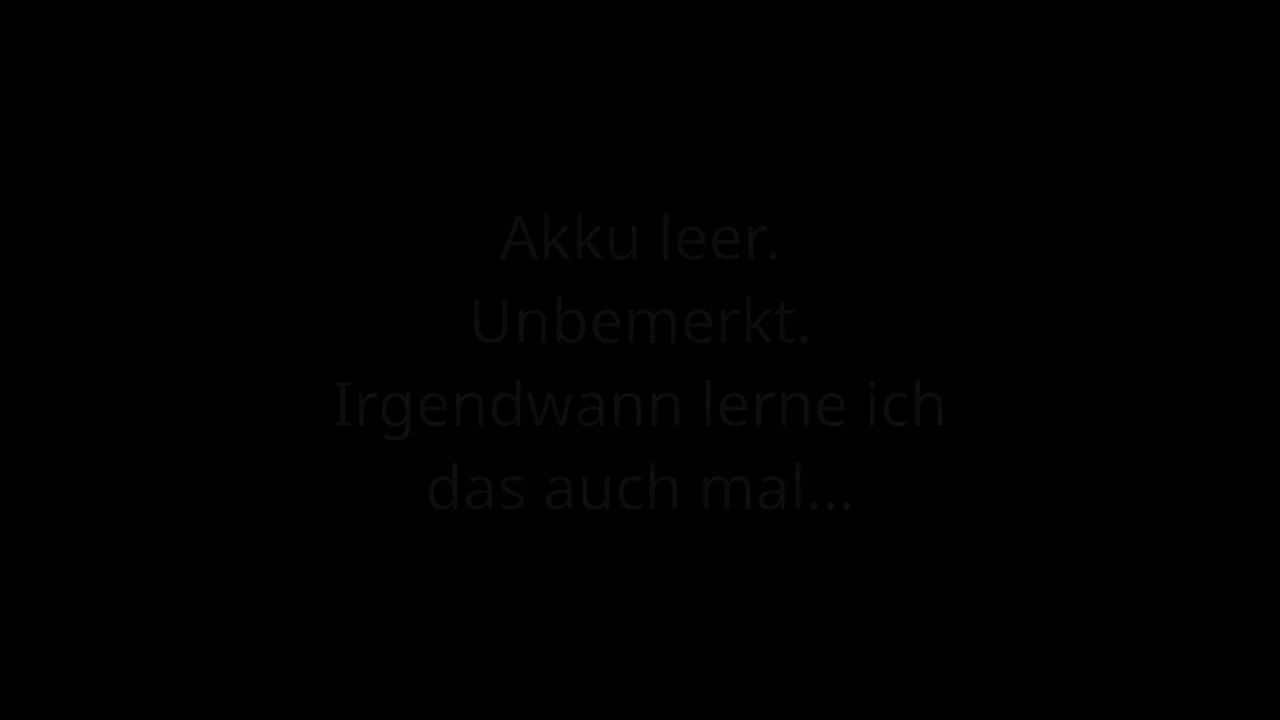 Akku leer.
Unbemerkt.
Irgendwann lerne ich
das auch mal...